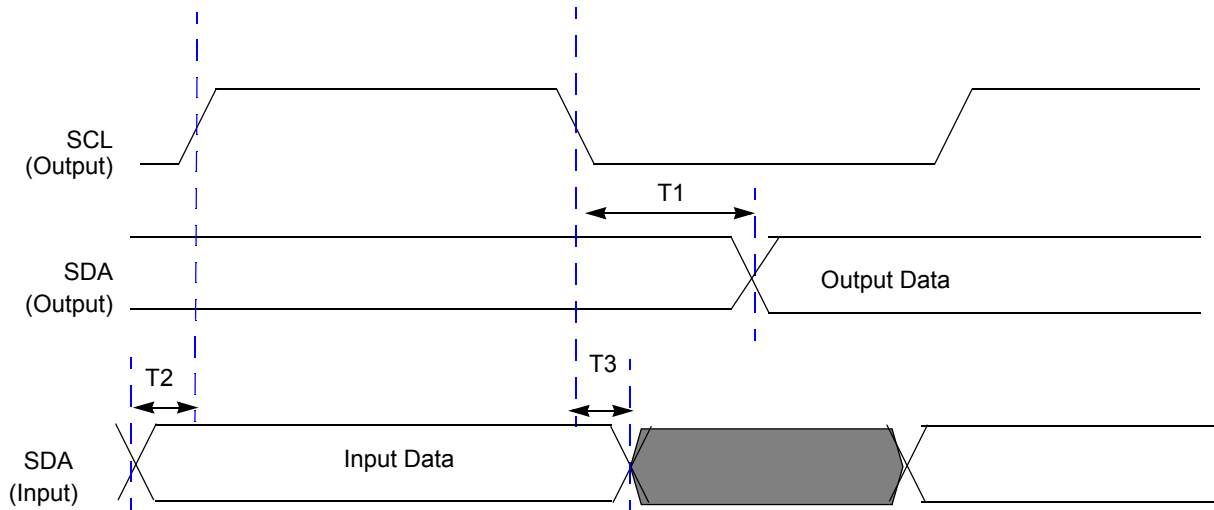 SCL
(Output)
T1
SDA
(Output)
Output Data
T2
T3
SDA
(Input)
Input Data